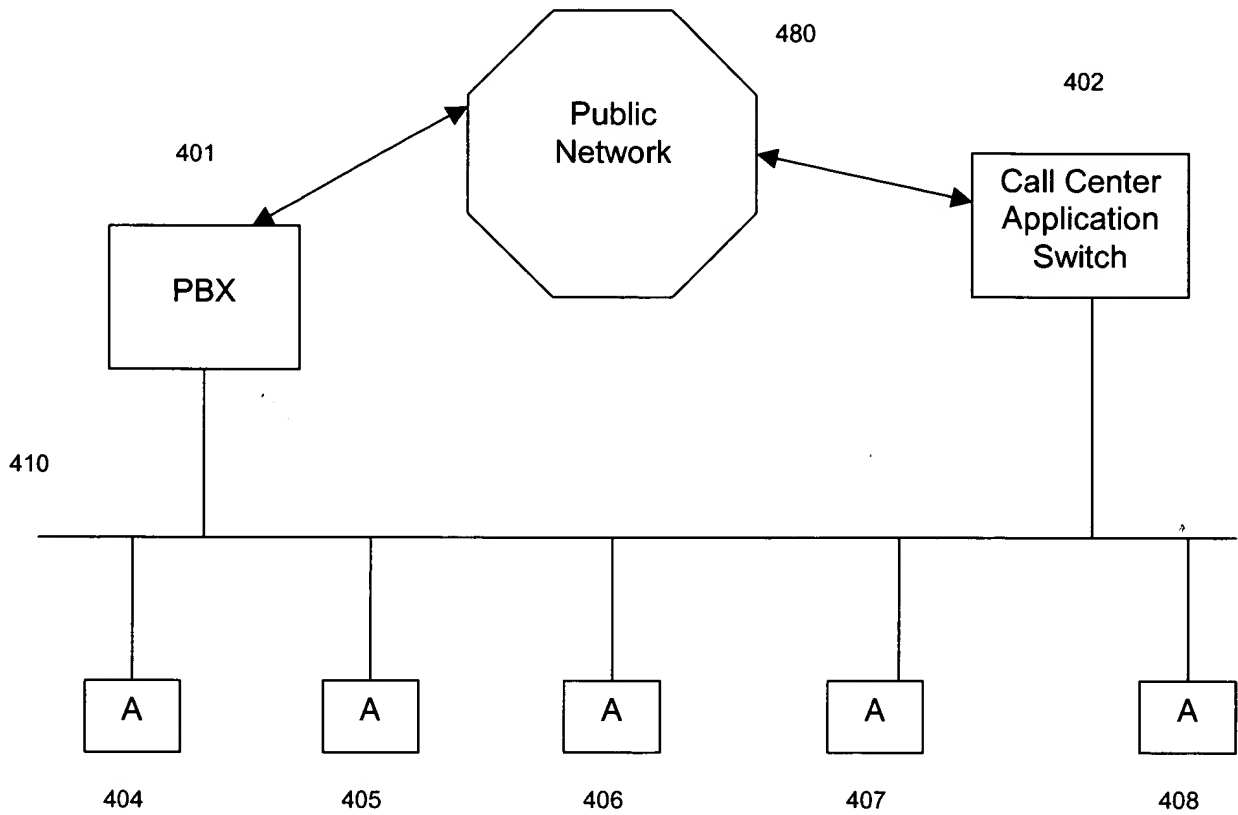 480
402
Public
Network
401
Call Center
Application
Switch
PBX
410
A
A
A
A
A
404
405
406
407
408